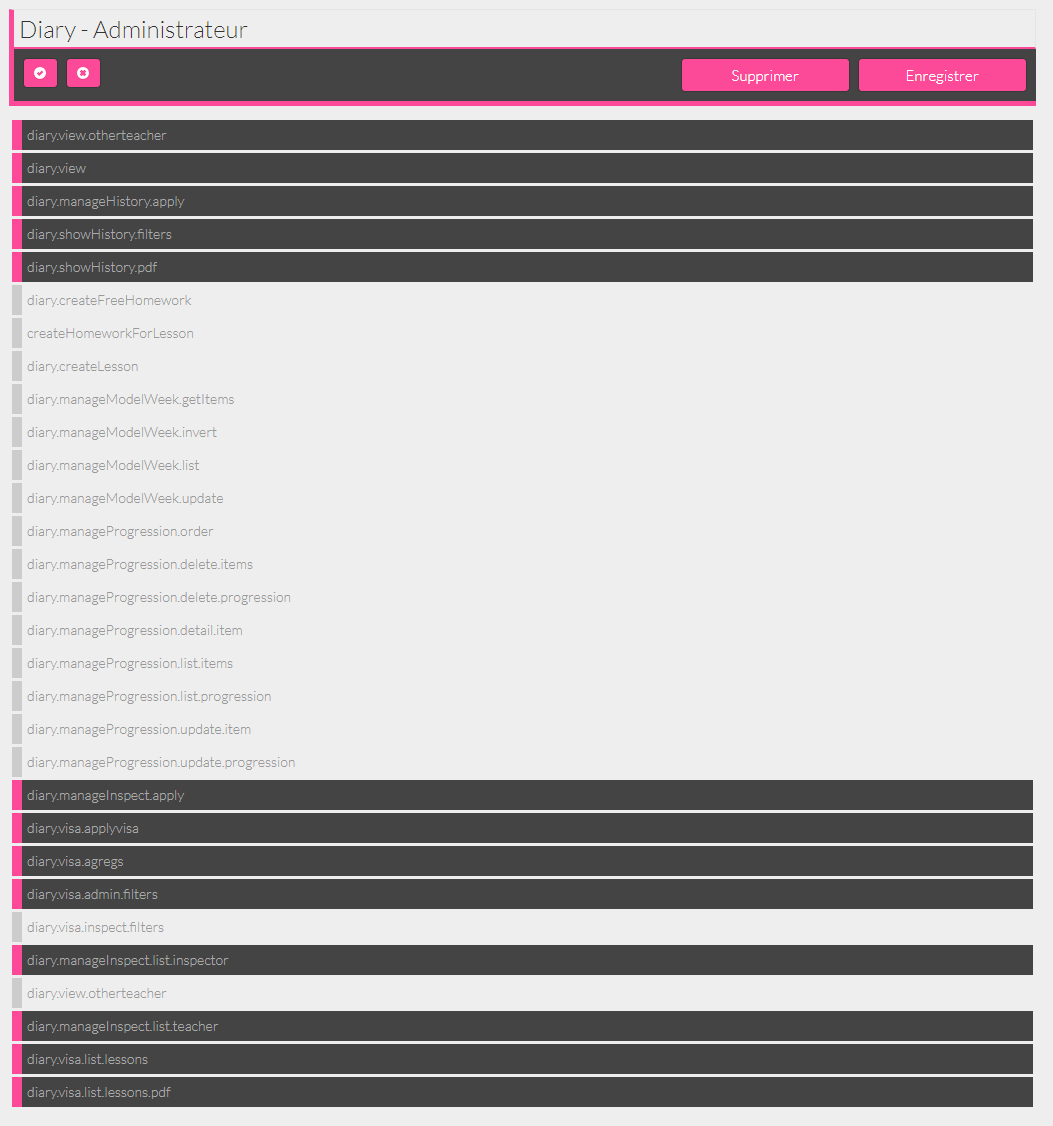 Diary - Administrateur
Supprimer
Enregistrer
diary.view.otherteacher
diary.view
diary.manageHistory.apply
diary.showHistory.filters
diary.showHistory.pdf
diary.createFreeHomework
createHomeworkForLesson
diary.createLesson
diary.manageModelWeek.getItems
diary.manageModelWeek.invert
diary.manageModelWeek.list
diary.manageModelWeek.update
diary.manageProgression.order
diary.manageProgression.delete.items
diary.manageProgression.delete.progression
diary.manageProgression.detail.item
diary.manageProgression.list.items
diary.manageProgression.list.progression
diary.manageProgression.update.item
diary.manageProgression.update.progression
diary.manageInspect.apply
diary.visa.applyvisa
diary.visa.agregs
diary.visa.admin.filters
diary.visa.inspect.filters
diary.manageInspect.list.inspector
diary.view.otherteacher
diary.manageInspect.list.teacher
diary.visa.list.lessons
diary.visa.list.lessons.pdf